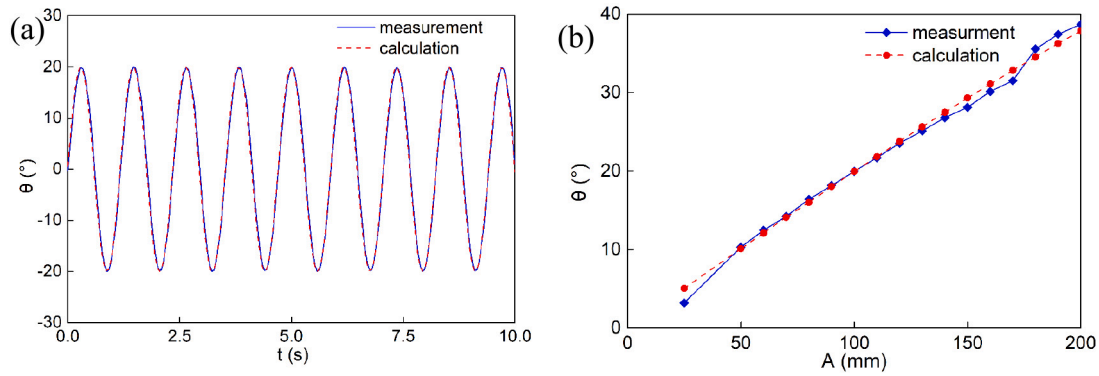 (a)
30
20
10
0
-10
-20
-30
θ (°)
measurement
calculation
0.0 2.5 5.0 7.5 10.0
t (s)
(b)
40
30
20
10
0
θ (°)
measurment
calculation
0 50 100 150 200
A (mm)